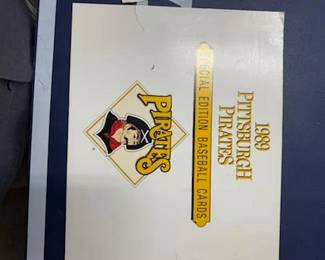 1989
PITTSBURGH
PIRATES
SPECIAL EDITION BASEBALL CARDS
PIRATES